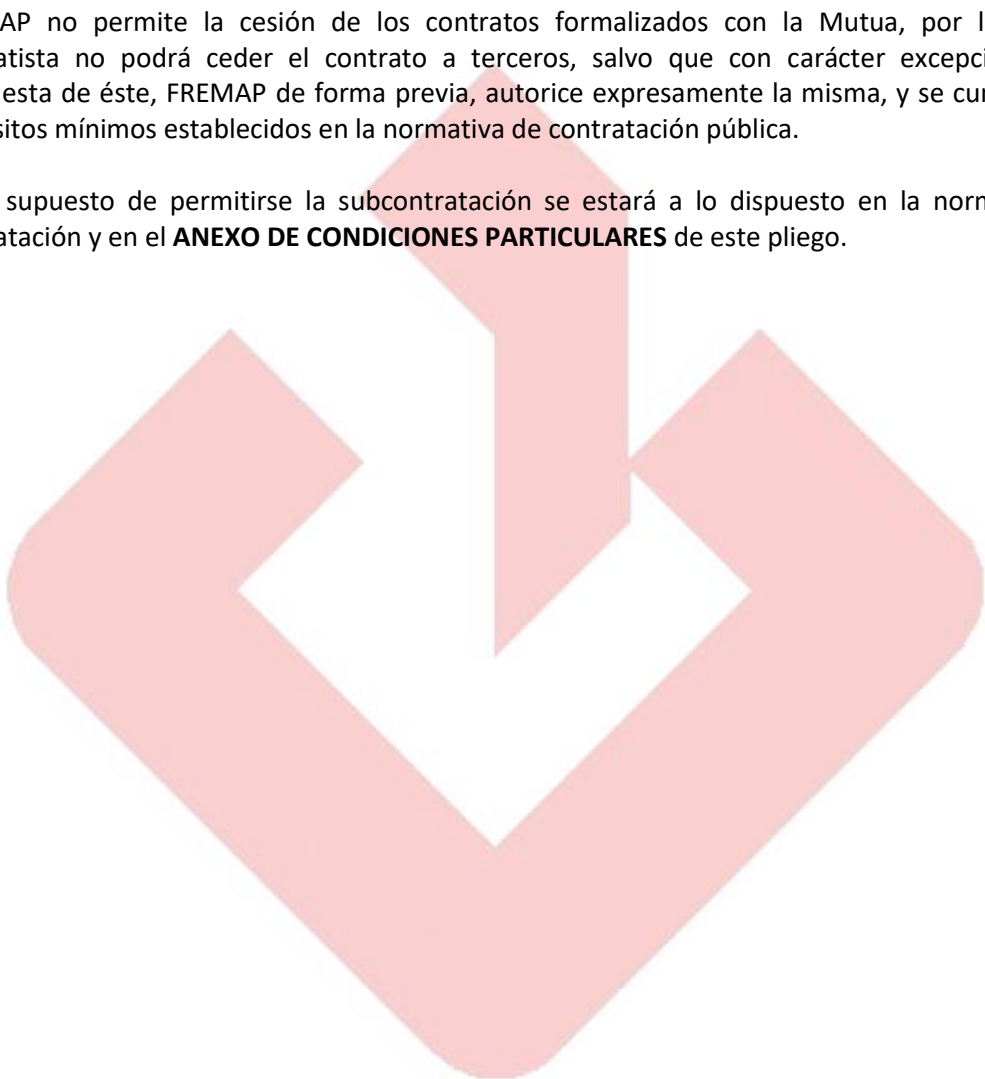 AP no permite la cesión de los contratos formalizados con la Mutua, por l
atista no podrá ceder el contrato a terceros, salvo que con carácter excepci
esta de éste, FREMAP de forma previa, autorice expresamente la misma, y se cur
sitos mínimos establecidos en la normativa de contratación pública.
supuesto de permitirse la subcontratación se estará a lo dispuesto en la norn
atación y en el ANEXO DE CONDICIONES PARTICULARES de este pliego.